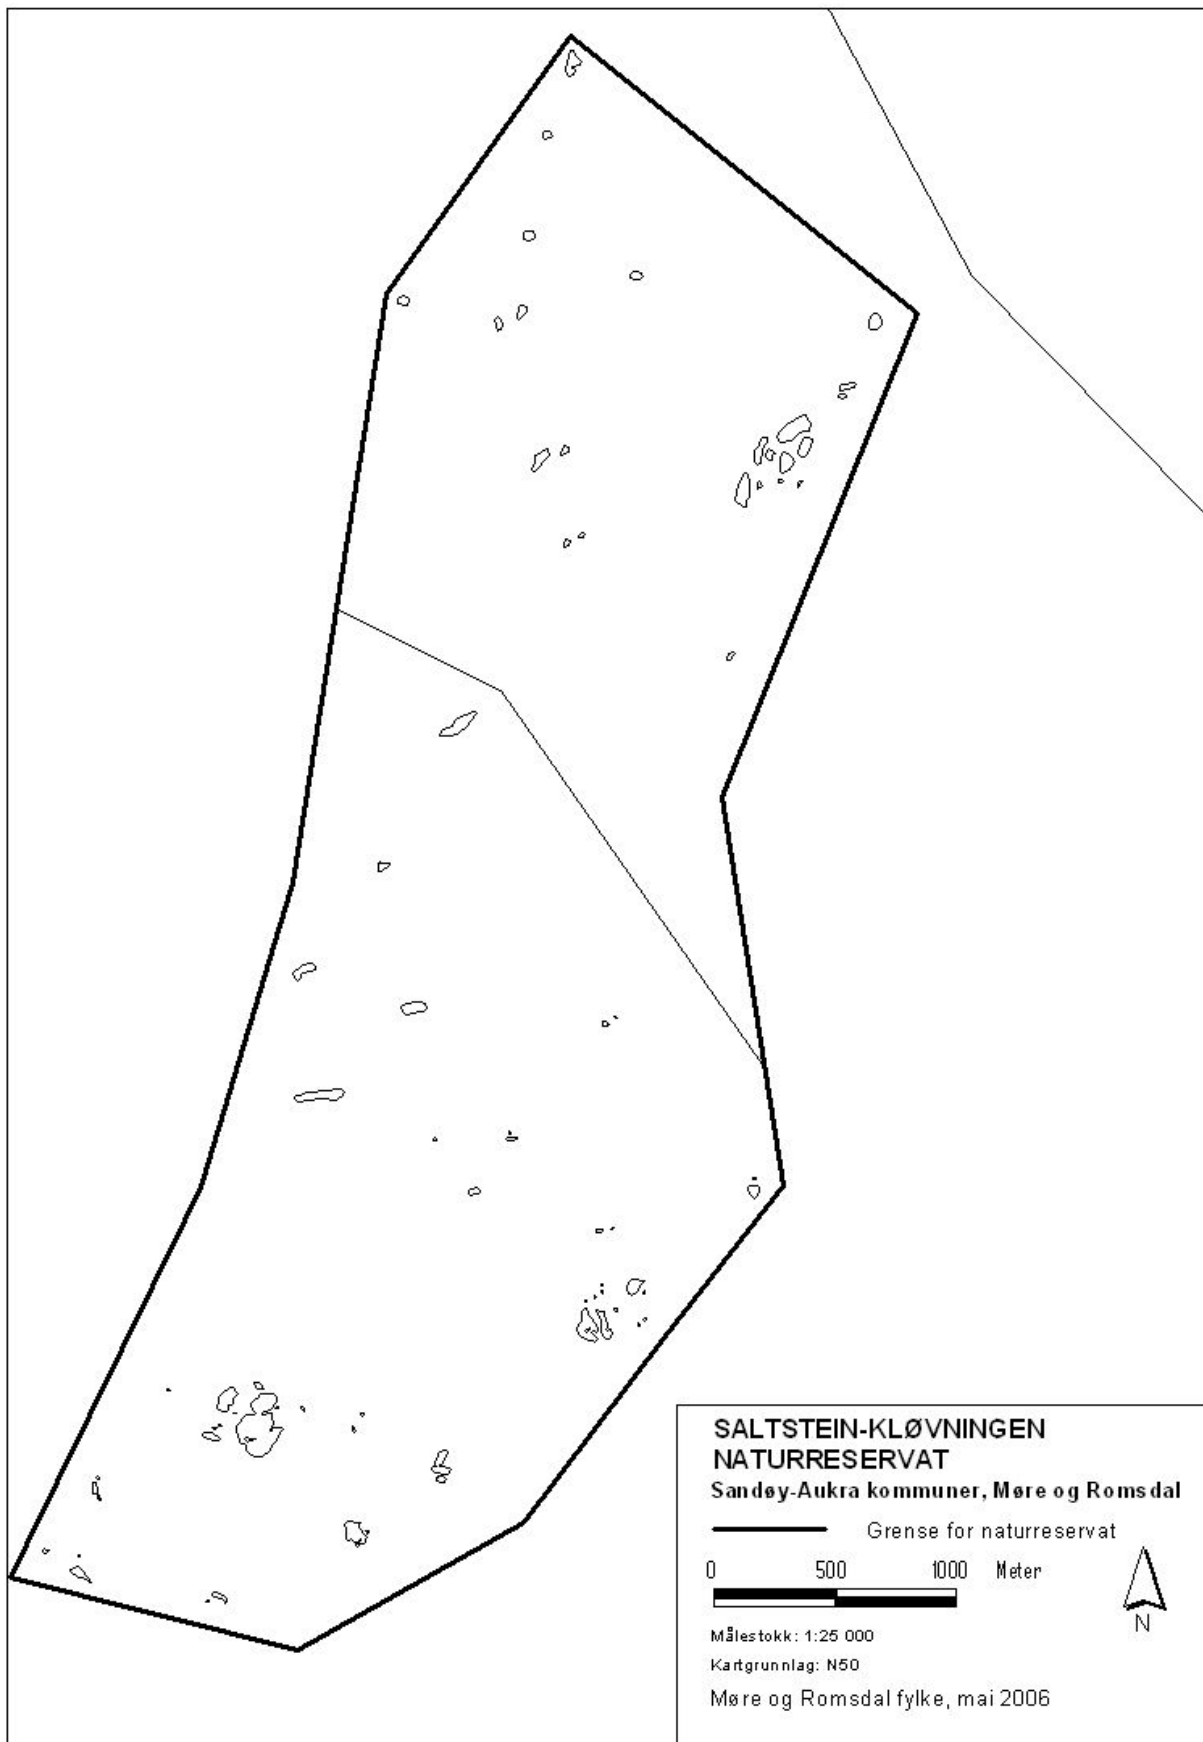 SALTSTEIN-KLØVNINGEN
NATURRESERVAT
Sandøy-Aukra kommuner, Møre og Romsdal
Grense for naturreservat
0 500 1000 Meter
N
Målestokk: 1:25 000
Kartgrunnlag: N50
Møre og Romsdal fylke, mai 2006